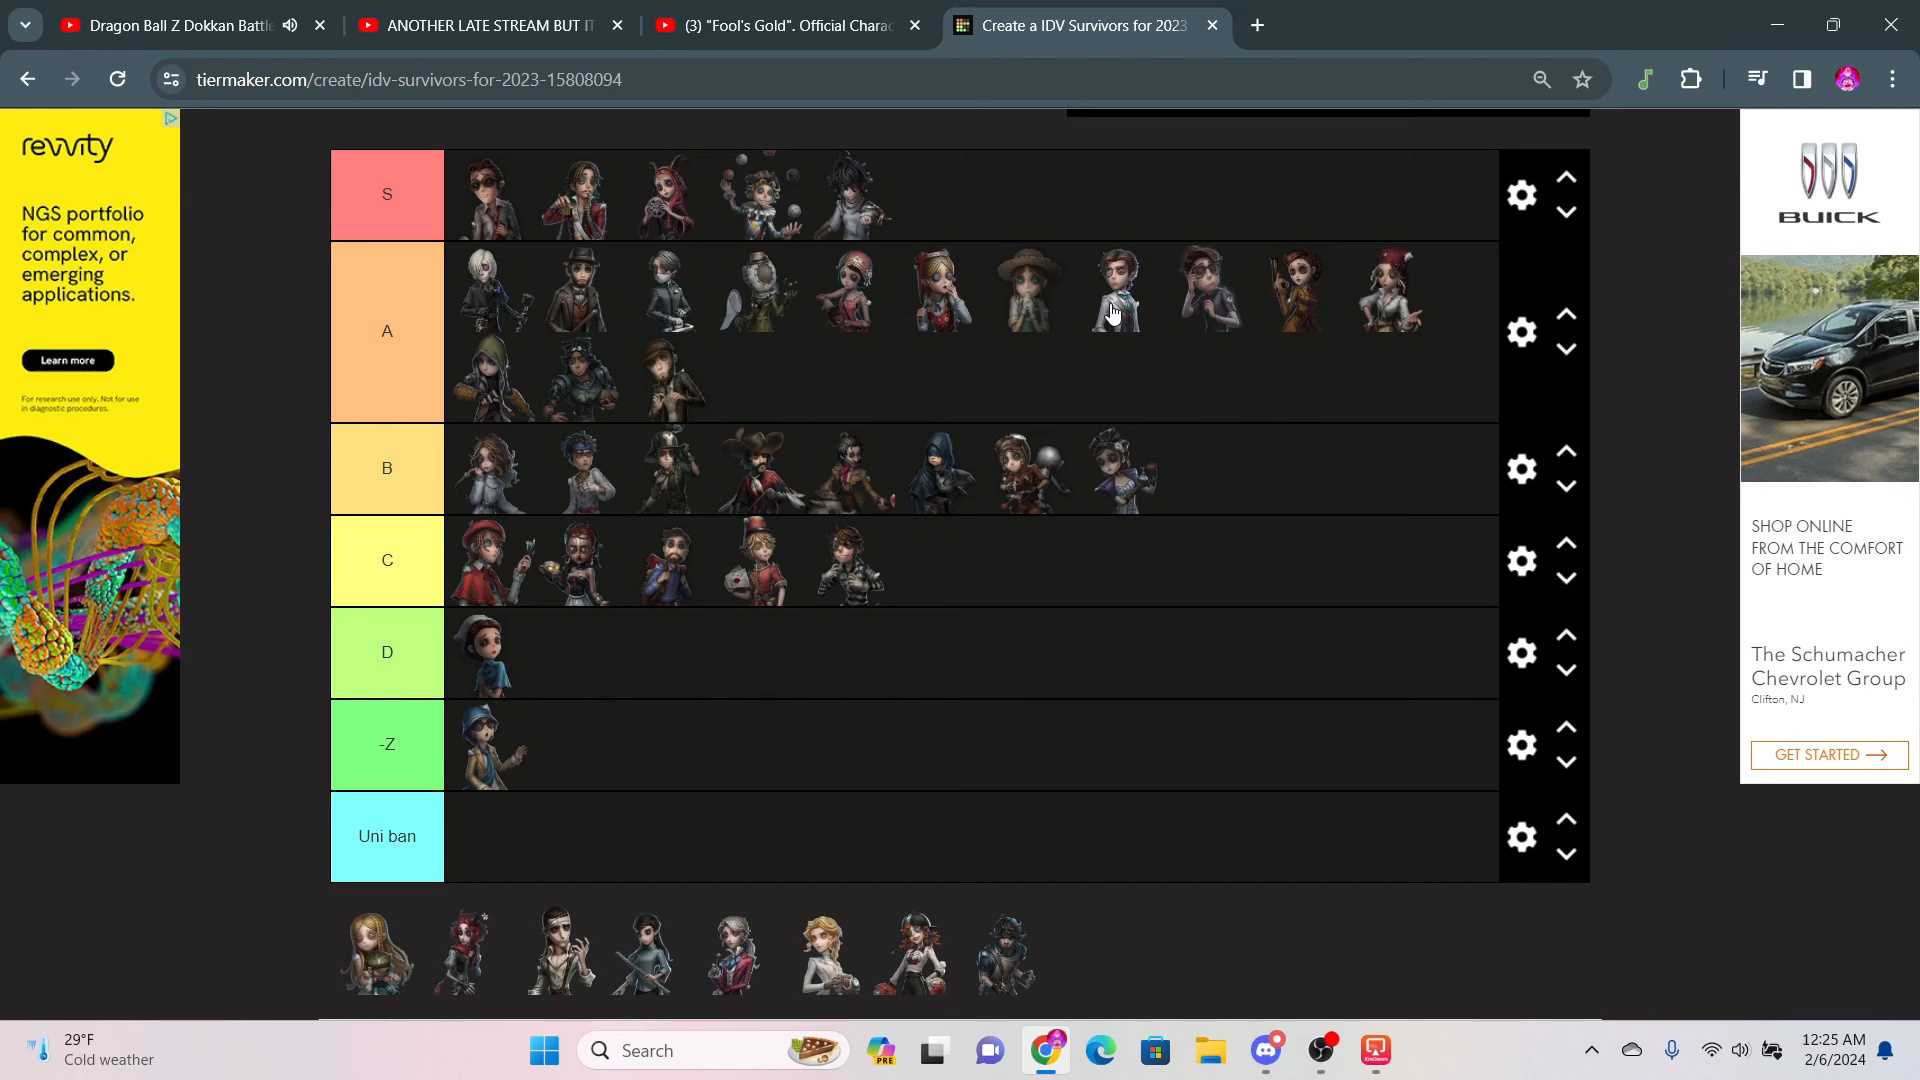 Dragon Ball Z Dokkan Battle
ANOTHER LATE STREAM BUT IT
(3) "Fool's Gold". Official Charac
Create a IDV Survivors for 2023
tiermaker.com/create/idv-survivors-for-2023-15808094
revvity
NGS portfolio
for common,
complex, or
emerging
applications.
Learn more
For research use only. Not for use
in diagnostic procedures.
S
A
B
C
D
-Z
Uni ban
BUICK
SHOP ONLINE
FROM THE COMFORT
OF HOME
The Schumacher
Chevrolet Group
Clifton, NJ
GET STARTED
29°F
Cold weather
Search
PRE
12:25 AM
2/6/2024